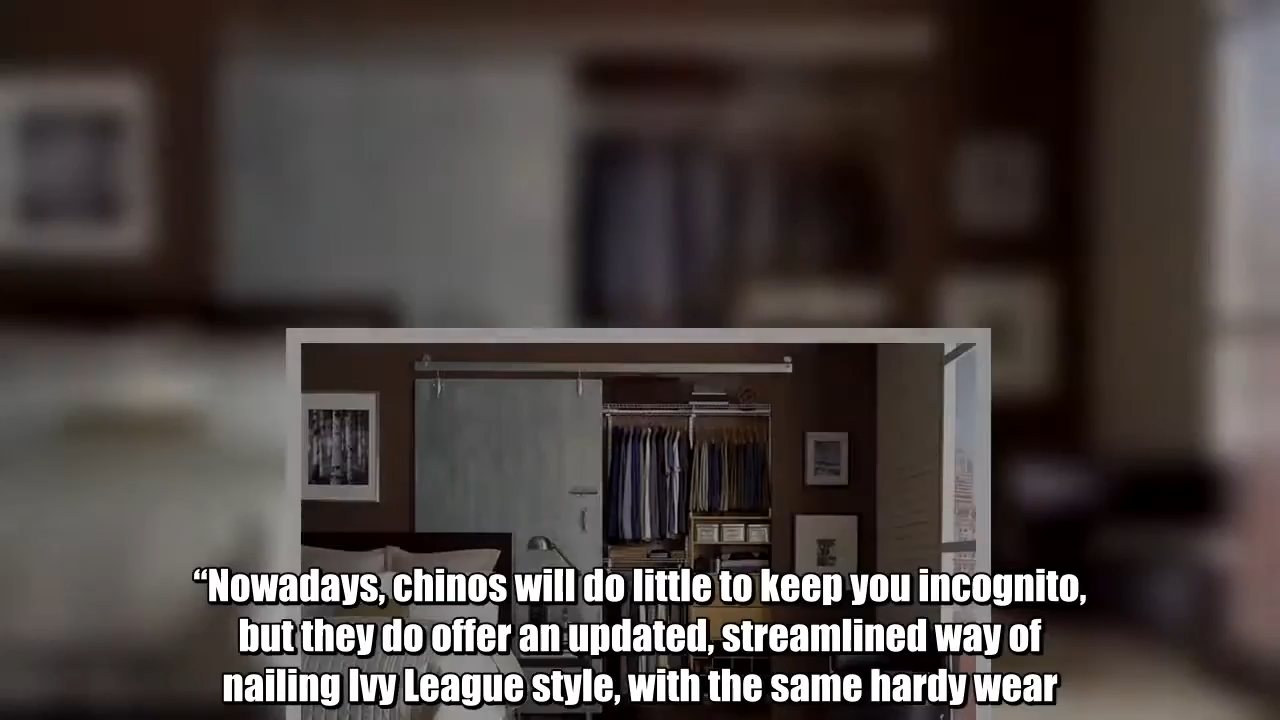 “Nowadays, chinos will do little to keep you incognito,
but they do offer an updated, streamlined way of
nailing Ivy League style, with the same hardy wear